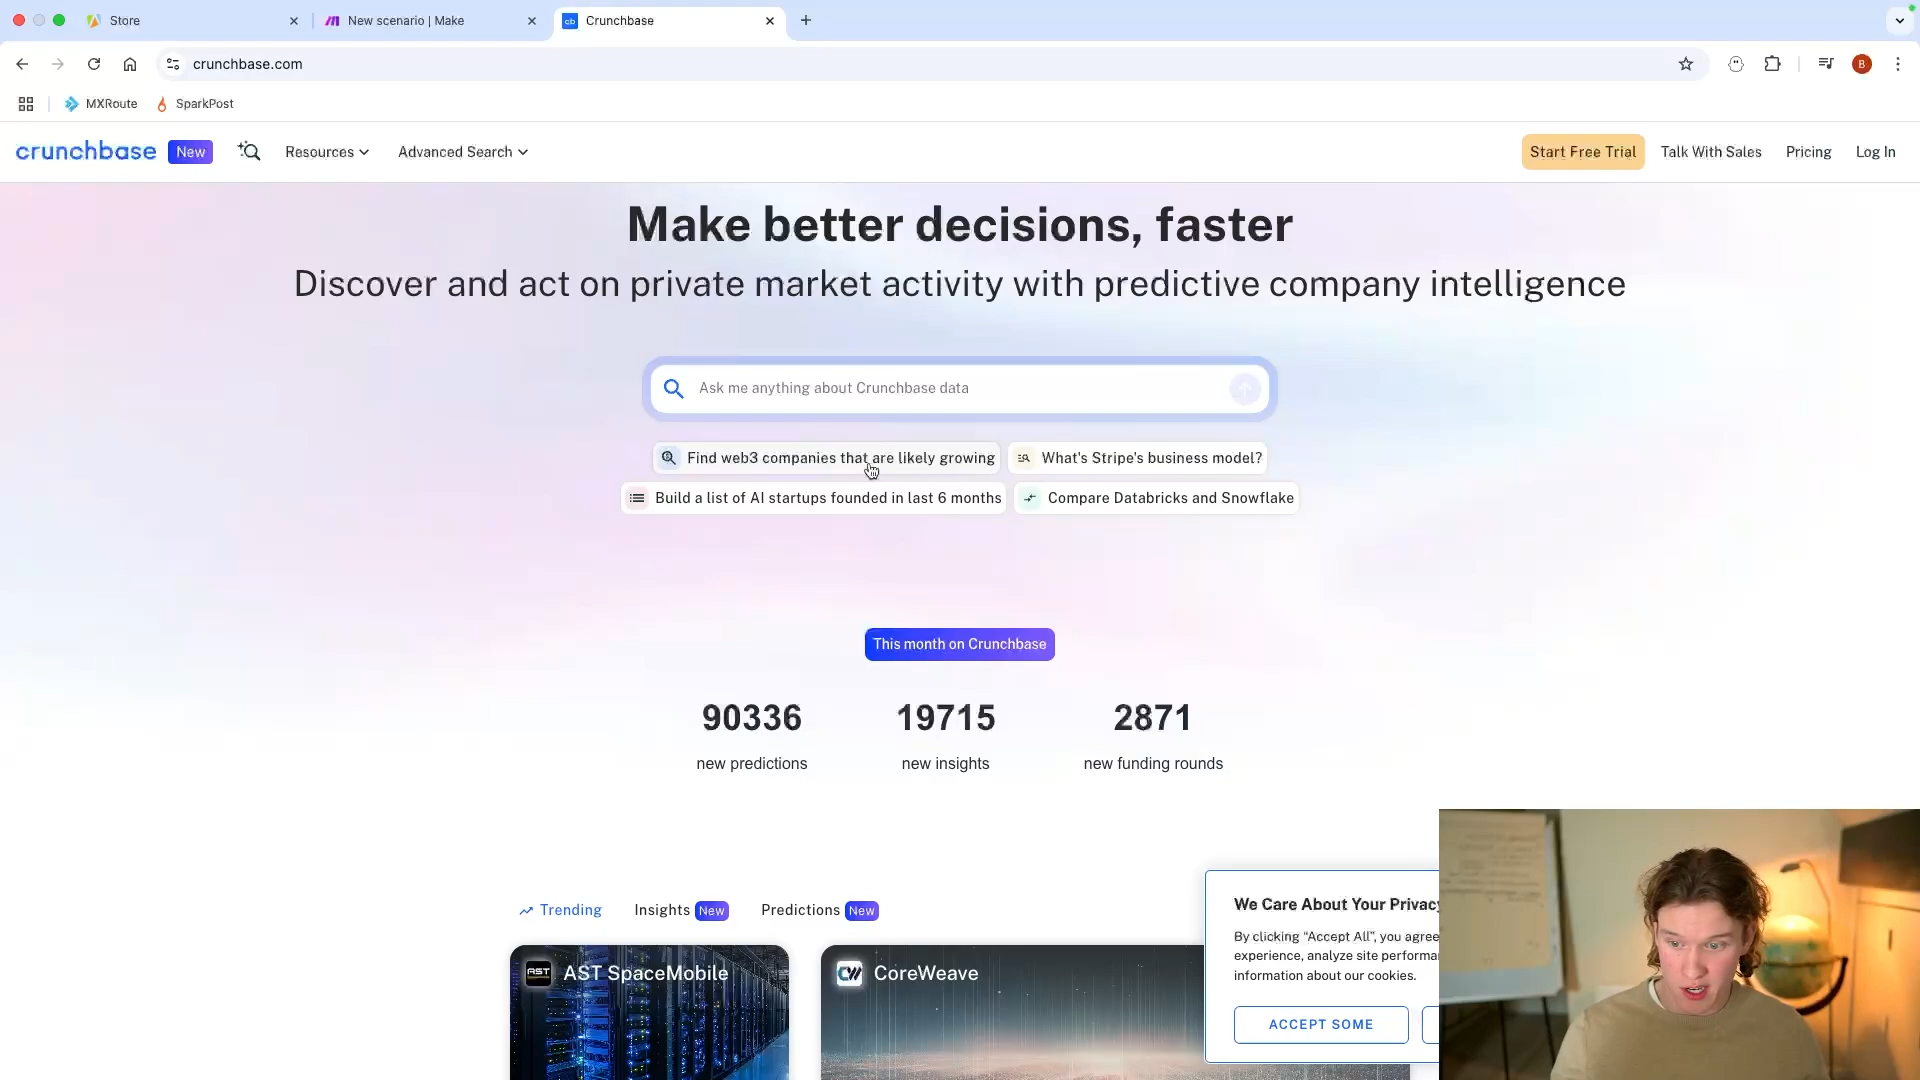 Store
New scenario | Make
Crunchbase
crunchbase.com
B
MXRoute
SparkPost
crunchbase New
Resources
Advanced Search
Start Free Trial
Talk With Sales
Pricing
Log In
Make better decisions, faster
Discover and act on private market activity with predictive company intelligence
Ask me anything about Crunchbase data
Find web3 companies that are likely growing
What's Stripe's business model?
Build a list of AI startups founded in last 6 months
Compare Databricks and Snowflake
This month on Crunchbase
90336
19715
2871
new predictions
new insights
new funding rounds
Trending
Insights New
Predictions New
AST
AST SpaceMobile
CW
CoreWeave
We Care About Your Privacy
By clicking “Accept All”, you agree
experience, analyze site performa
information about our cookies.
ACCEPT SOME